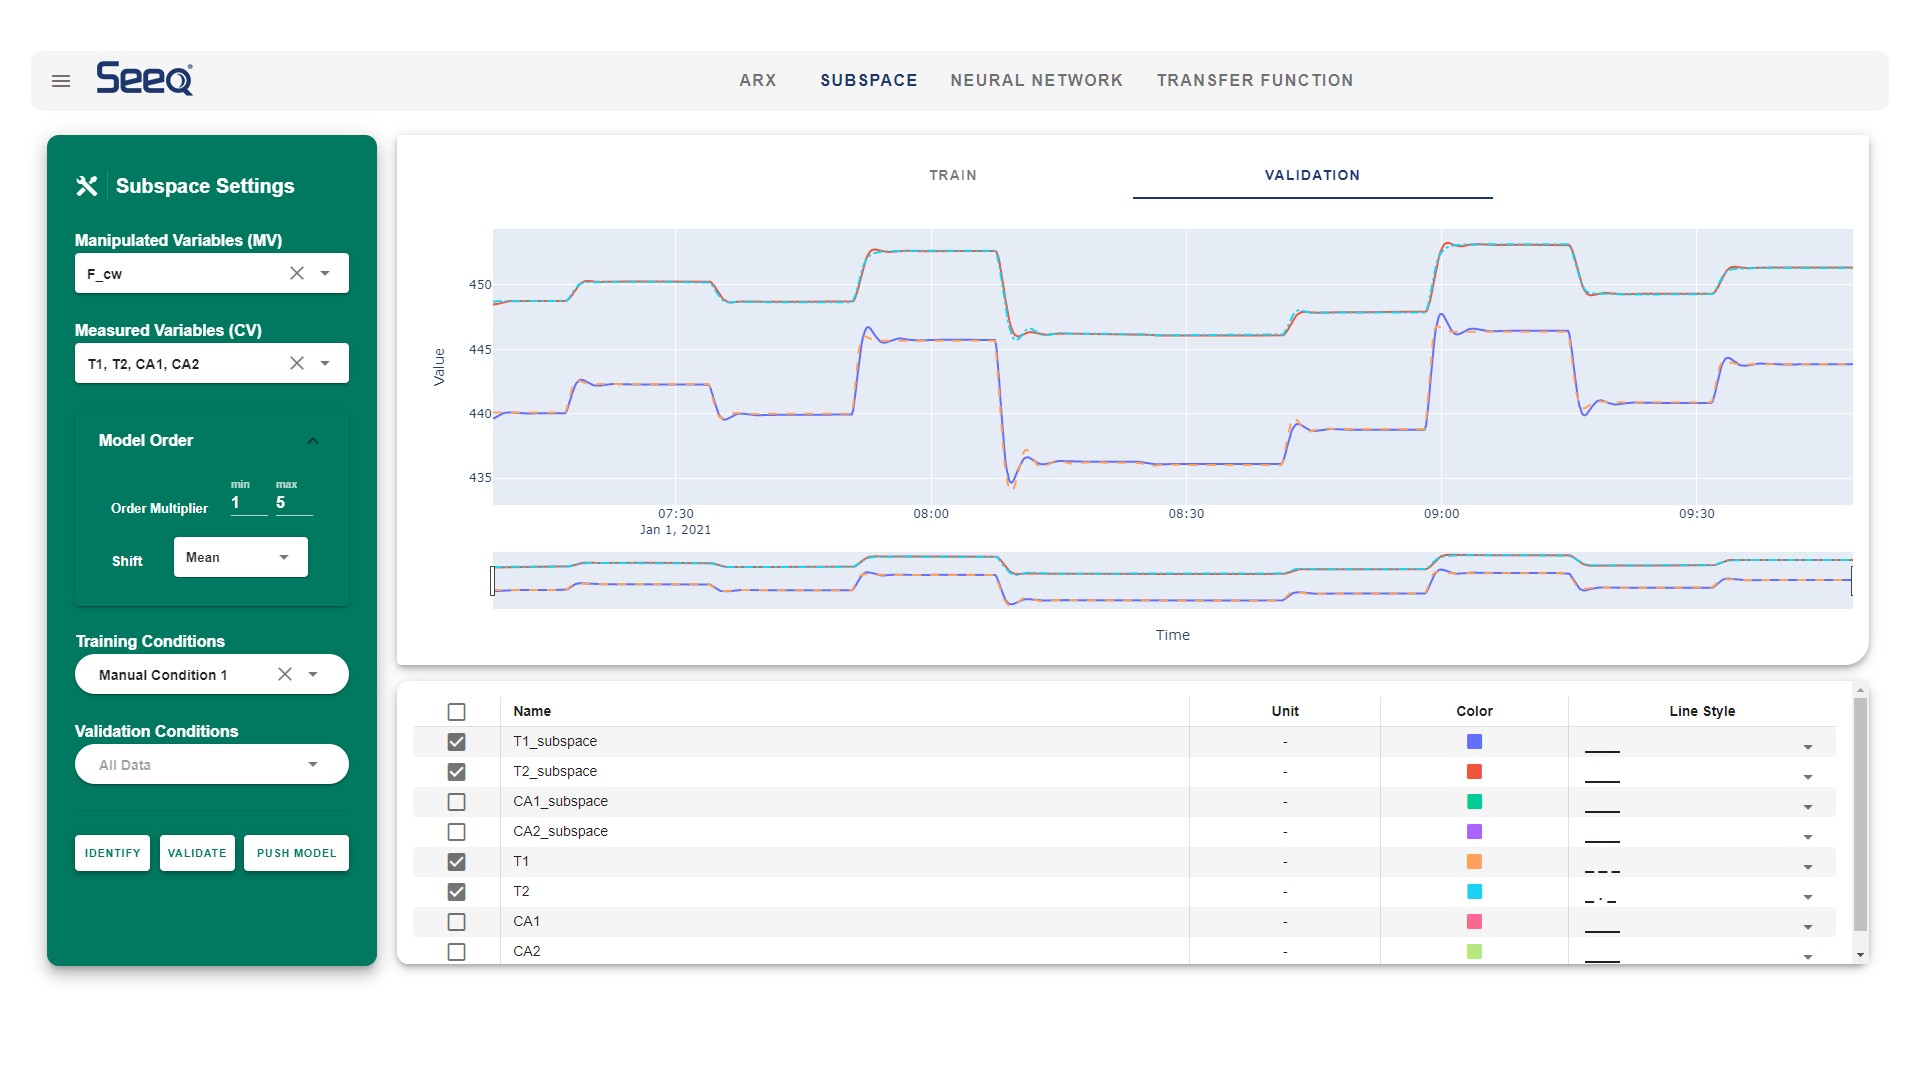 Seeq
ARX SUBSPACE NEURAL NETWORK TRANSFER FUNCTION
Subspace Settings
Manipulated Variables (MV)
F_cw
Measured Variables (CV)
T1, T2, CA1, CA2
Model Order
min max
Order Multiplier 1 5
Shift Mean
Training Conditions
Manual Condition 1
Validation Conditions
All Data
IDENTIFY VALIDATE PUSH MODEL
TRAIN VALIDATION
Value
450
445
440
435
07:30 08:00 08:30 09:00 09:30
Jan 1, 2021
Time
Name Unit Color Line Style
T1_subspace -
T2_subspace -
CA1_subspace -
CA2_subspace -
T1 -
T2 -
CA1 -
CA2 -